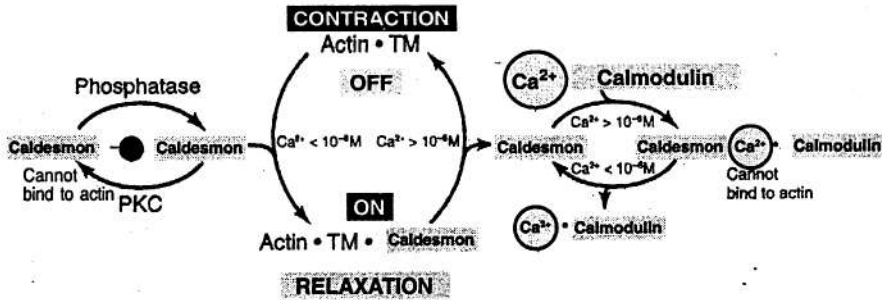 CONTRACTION
Actin • TM
OFF
Phosphatase
Caldesmon
Caldesmon
Cannot
bind to actin
PKC
Ca²⁺ < 10⁻⁶M
Ca²⁺ > 10⁻⁶M
ON
Actin • TM • Caldesmon
RELAXATION
Ca²⁺ Calmodulin
Ca²⁺ > 10⁻⁶M
Caldesmon
Caldesmon Ca²⁺ • Calmodulin
Ca²⁺ < 10⁻⁶M
Cannot
bind to actin
Ca²⁺ • Calmodulin